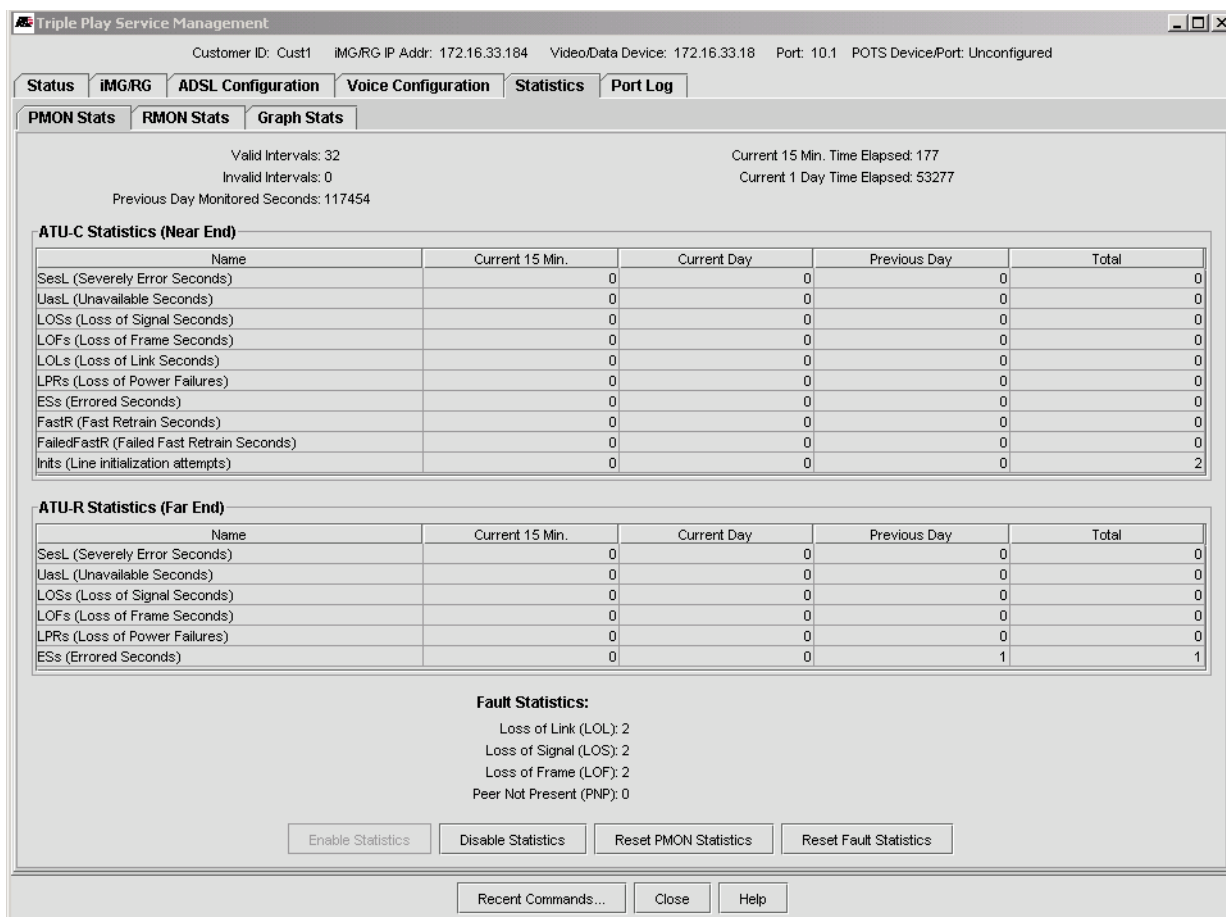 Triple Play Service Management
Customer ID: Cust1 iMG/RG IP Addr: 172.16.33.184 Video/Data Device: 172.16.33.18 Port: 10.1 POTS Device/Port: Unconfigured
Status iMG/RG ADSL Configuration Voice Configuration Statistics Port Log
PMON Stats RMON Stats Graph Stats
Valid Intervals: 32 Current 15 Min. Time Elapsed: 177
Invalid Intervals: 0 Current 1 Day Time Elapsed: 53277
Previous Day Monitored Seconds: 117454
ATU-C Statistics (Near End)
Name Current 15 Min. Current Day Previous Day Total
SesL (Severely Error Seconds) 0 0 0 0
UasL (Unavailable Seconds) 0 0 0 0
LOSs (Loss of Signal Seconds) 0 0 0 0
LOFs (Loss of Frame Seconds) 0 0 0 0
LOLs (Loss of Link Seconds) 0 0 0 0
LPRs (Loss of Power Failures) 0 0 0 0
ESs (Errored Seconds) 0 0 0 0
FastR (Fast Retrain Seconds) 0 0 0 0
FailedFastR (Failed Fast Retrain Seconds) 0 0 0 0
Inits (Line initialization attempts) 0 0 0 2
ATU-R Statistics (Far End)
Name Current 15 Min. Current Day Previous Day Total
SesL (Severely Error Seconds) 0 0 0 0
UasL (Unavailable Seconds) 0 0 0 0
LOSs (Loss of Signal Seconds) 0 0 0 0
LOFs (Loss of Frame Seconds) 0 0 0 0
LPRs (Loss of Power Failures) 0 0 0 0
ESs (Errored Seconds) 0 0 1 1
Fault Statistics:
Loss of Link (LOL): 2
Loss of Signal (LOS): 2
Loss of Frame (LOF): 2
Peer Not Present (PNP): 0
Enable Statistics Disable Statistics Reset PMON Statistics Reset Fault Statistics
Recent Commands... Close Help